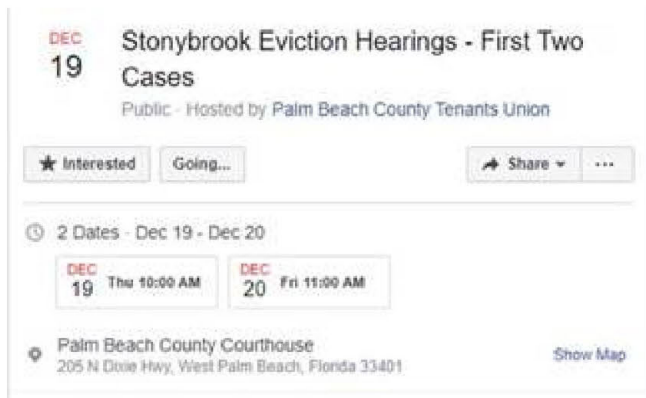 DEC
19
Stonybrook Eviction Hearings - First Two
Cases
Public · Hosted by Palm Beach County Tenants Union
★ Interested
Going...
Share
...
2 Dates · Dec 19 - Dec 20
DEC
19
Thu 10:00 AM
DEC
20
Fri 11:00 AM
Palm Beach County Courthouse
Show Map
205 N Dixie Hwy, West Palm Beach, Florida 33401